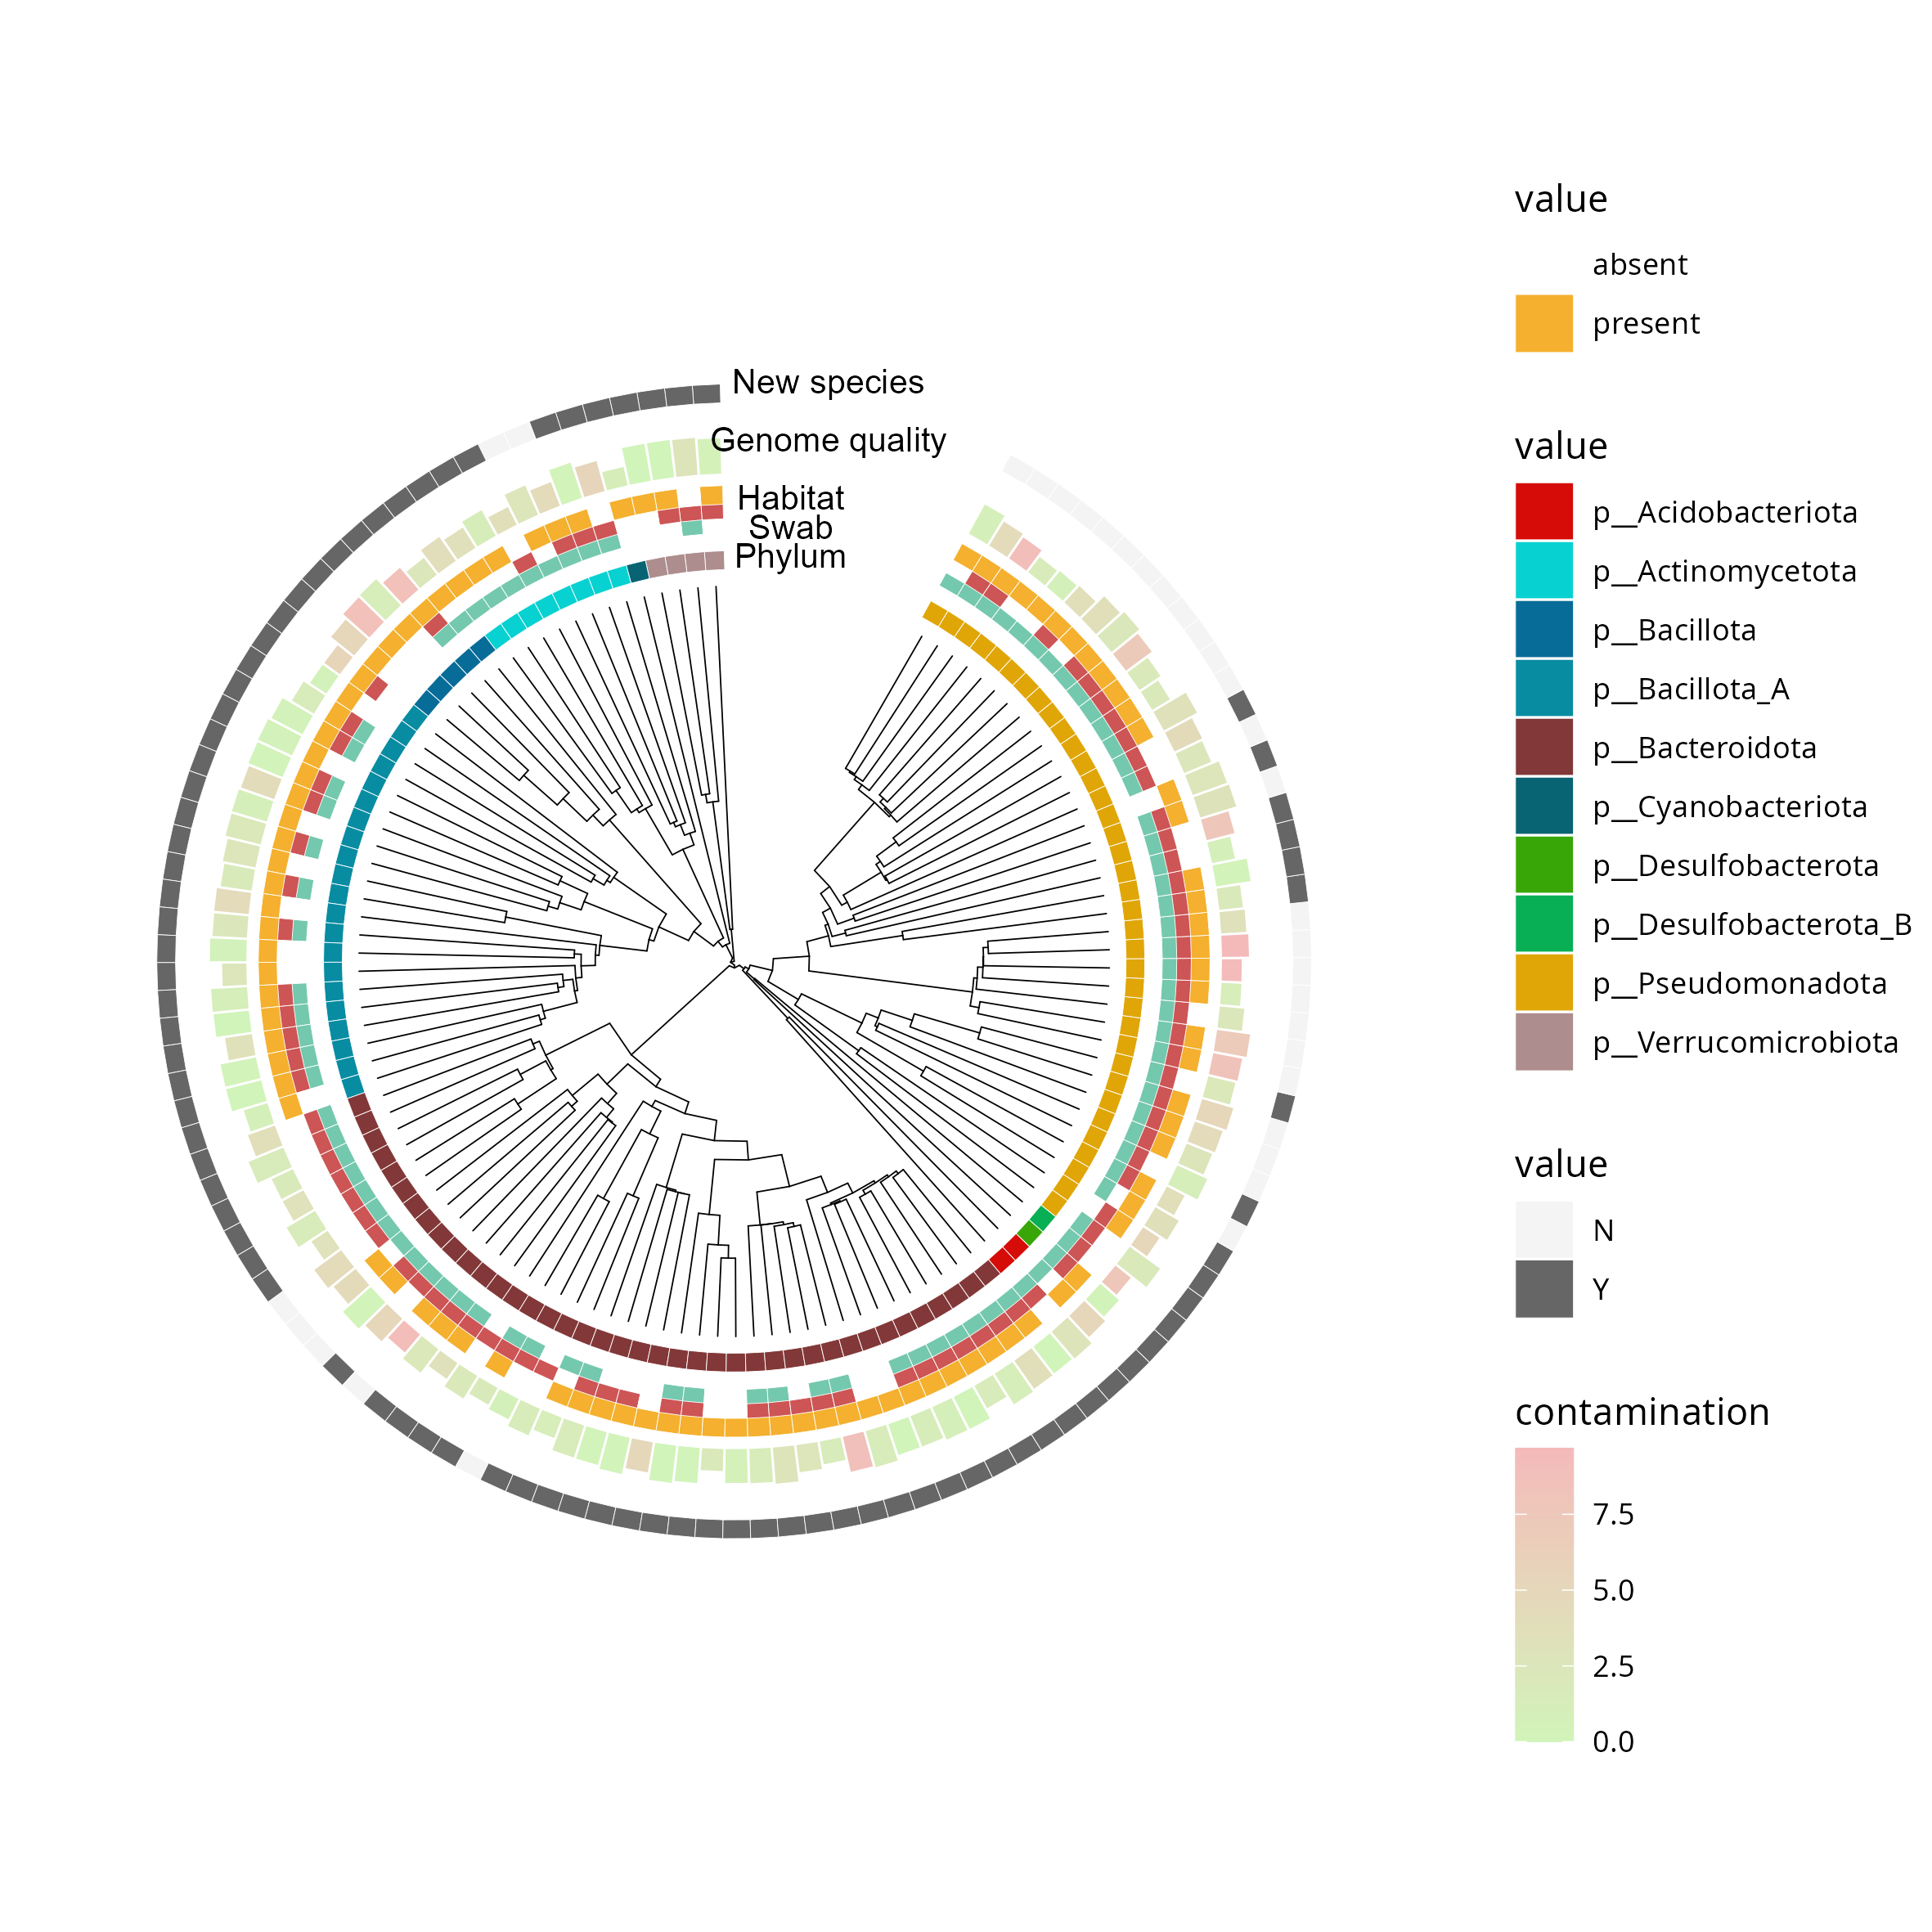 New species
Genome quality
Habitat
Swab
Phylum
value
absent
present
value
p__Acidobacteriota
p__Actinomycetota
p__Bacillota
p__Bacillota_A
p__Bacteroidota
p__Cyanobacteriota
p__Desulfobacterota
p__Desulfobacterota_B
p__Pseudomonadota
p__Verrucomicrobiota
value
N
Y
contamination
7.5
5.0
2.5
0.0